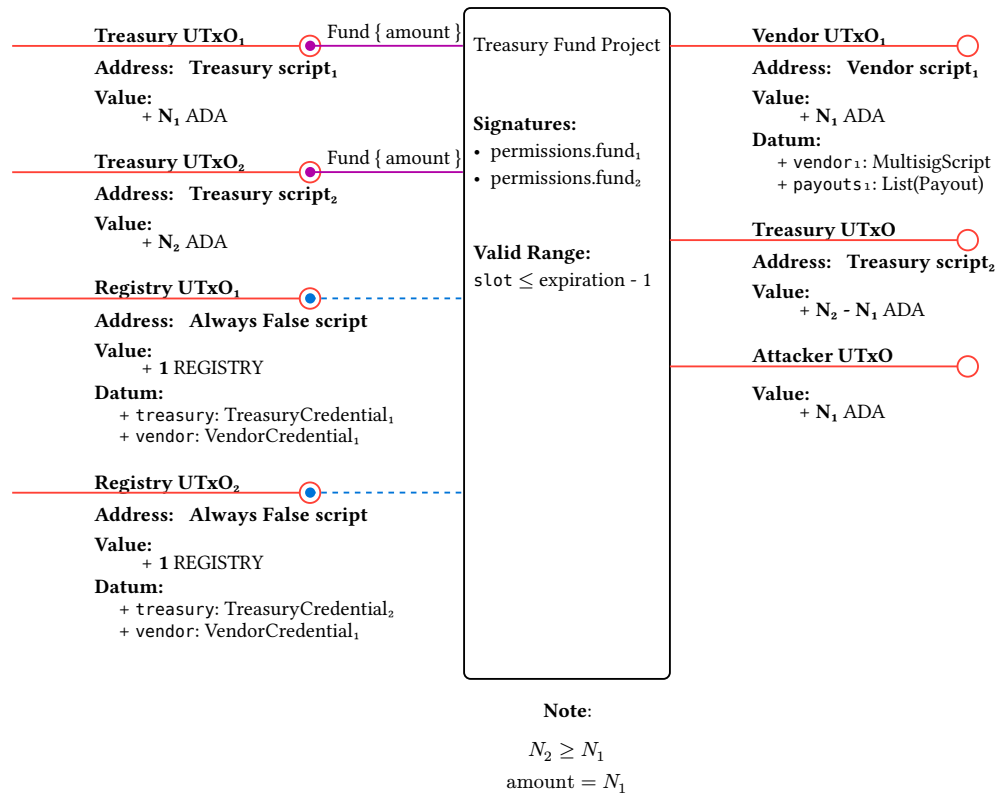 Treasury UTxO₁
Fund { amount }
Address: Treasury script₁
Value:
+ N₁ ADA
Treasury UTxO₂
Fund { amount }
Address: Treasury script₂
Value:
+ N₂ ADA
Registry UTxO₁
Address: Always False script
Value:
+ 1 REGISTRY
Datum:
+ treasury: TreasuryCredential₁
+ vendor: VendorCredential₁
Registry UTxO₂
Address: Always False script
Value:
+ 1 REGISTRY
Datum:
+ treasury: TreasuryCredential₂
+ vendor: VendorCredential₁
Treasury Fund Project
Signatures:
• permissions.fund₁
• permissions.fund₂
Valid Range:
slot ≤ expiration - 1
Vendor UTxO₁
Address: Vendor script₁
Value:
+ N₁ ADA
Datum:
+ vendor₁: MultisigScript
+ payouts₁: List(Payout)
Treasury UTxO
Address: Treasury script₂
Value:
+ N₂ - N₁ ADA
Attacker UTxO
Value:
+ N₁ ADA
Note:
N₂ ≥ N₁
amount = N₁